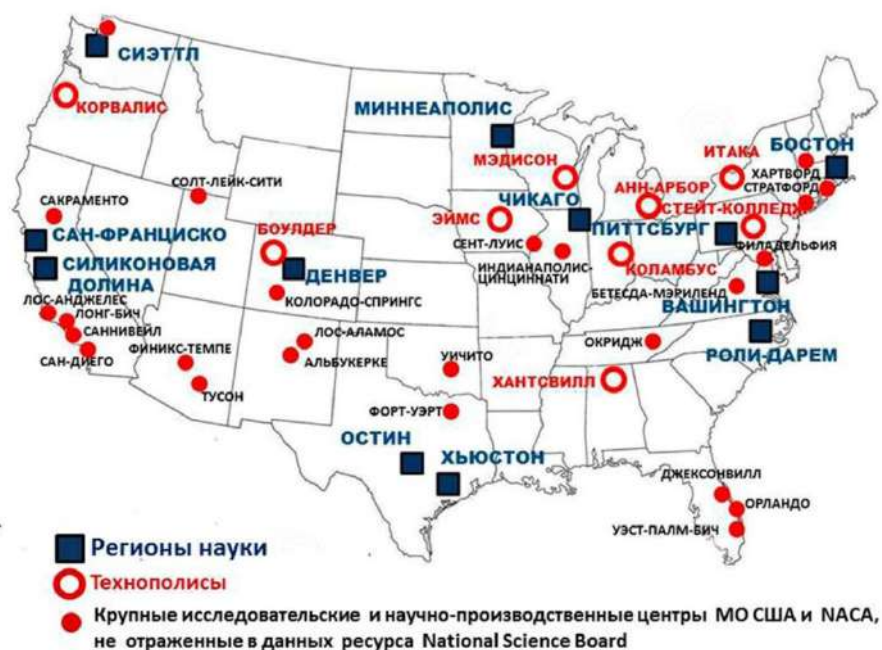 СИЭТТЛ
КОРВАЛИС
МИННЕАПОЛИС
МЭДИСОН
ИТАКА
БОСТОН
ХАРТВОРД
СТРАТФОРД
СОЛТ-ЛЕЙК-СИТИ
АНН-АРБОР
ЧИКАГО
СТЕЙТ-КОЛЛЕДЖ
САКРАМЕНТО
ЭЙМС
САН-ФРАНЦИСКО
БОУЛДЕР
ПИТТСБУРГ
СЕНТ-ЛУИС
ФИЛАДЕЛЬФИЯ
СИЛИКОНОВАЯ
ДОЛИНА
ДЕНВЕР
ИНДИАНАПОЛИС-
ЦИНЦИННАТИ
КОЛАМБУС
БЕТЕСДА-МЭРИЛЕНД
ЛОС-АНДЖЕЛЕС
КОЛОРАДО-СПРИНГС
ВАШИНГТОН
ЛОНГ-БИЧ
САННИВЕЙЛ
ЛОС-АЛАМОС
ОКРИДЖ
САН-ДИЕГО
ФИНИКС-ТЕМПЕ
АЛЬБУКЕРКЕ
УИЧИТО
РОЛИ-ДАРЕМ
ТУСОН
ХАНТСВИЛЛ
ФОРТ-УЭРТ
ОСТИН
ХЬЮСТОН
ДЖЕКСОНВИЛЛ
ОРЛАНДО
УЭСТ-ПАЛМ-БИЧ
Регионы науки
Технополисы
Крупные исследовательские и научно-производственные центры МО США и NACA,
не отраженные в данных ресурса National Science Board